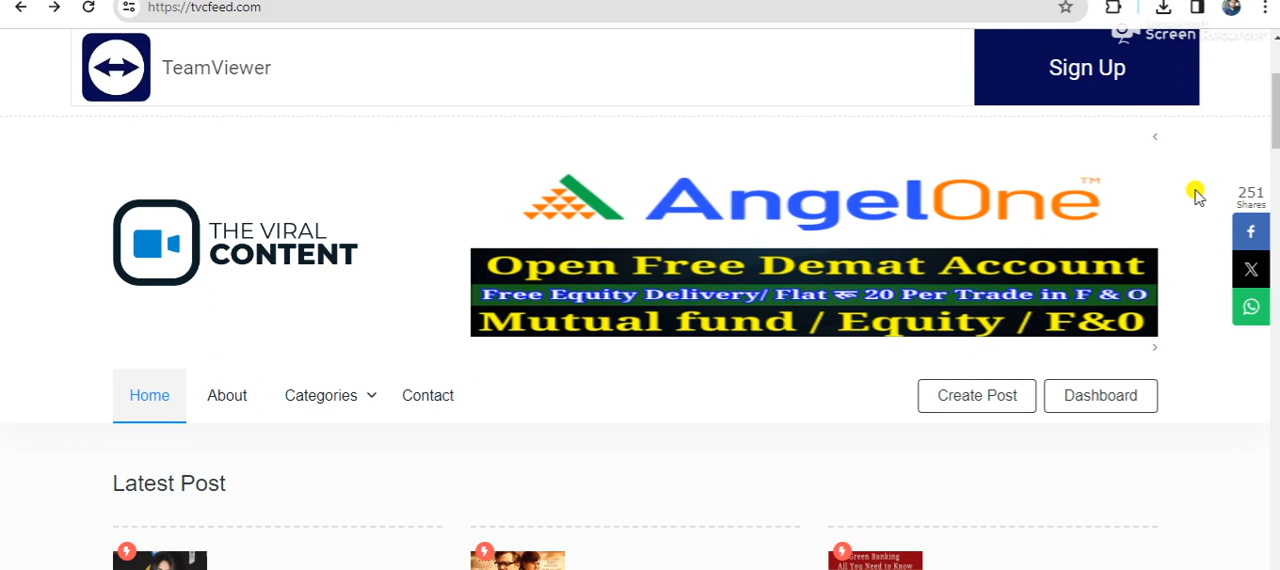 https://tvcfeed.com
Screen Recorder
TeamViewer
Sign Up
AngelOne™
Open Free Demat Account
Free Equity Delivery/ Flat रू 20 Per Trade in F & O
Mutual fund / Equity / F&0
THE VIRAL
CONTENT
251
Shares
Home
About
Categories
Contact
Create Post
Dashboard
Latest Post
Green Banking
All You Need to Know